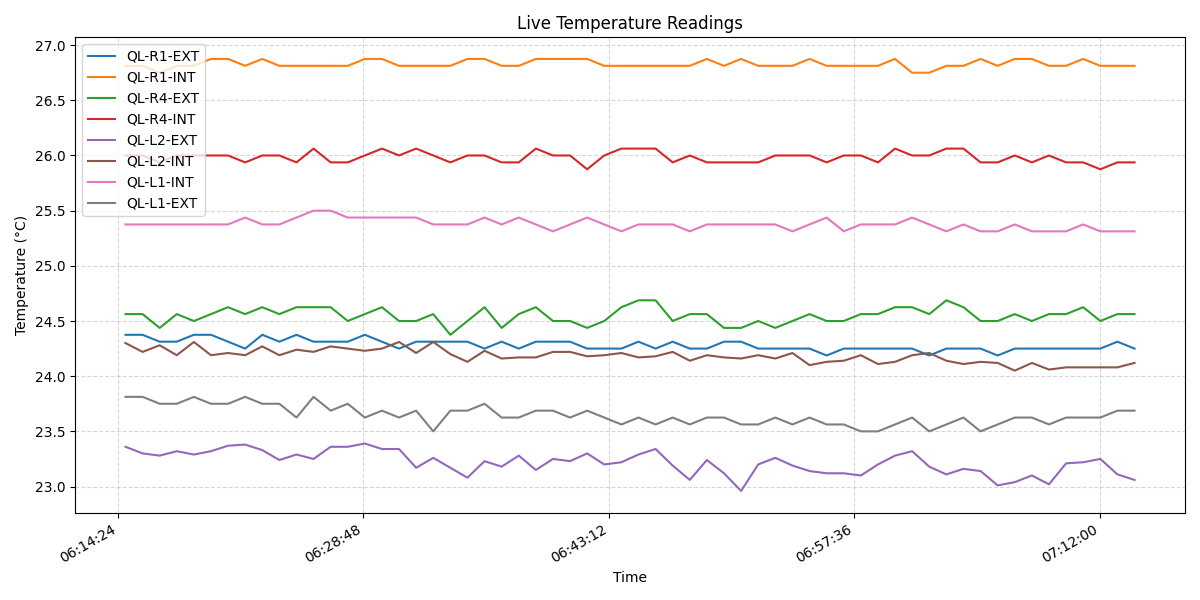 Live Temperature Readings
27.0
26.5
26.0
25.5
25.0
24.5
24.0
23.5
23.0
Temperature (°C)
QL-R1-EXT
QL-R1-INT
QL-R4-EXT
QL-R4-INT
QL-L2-EXT
QL-L2-INT
QL-L1-INT
QL-L1-EXT
06:14:24
06:28:48
06:43:12
06:57:36
07:12:00
Time